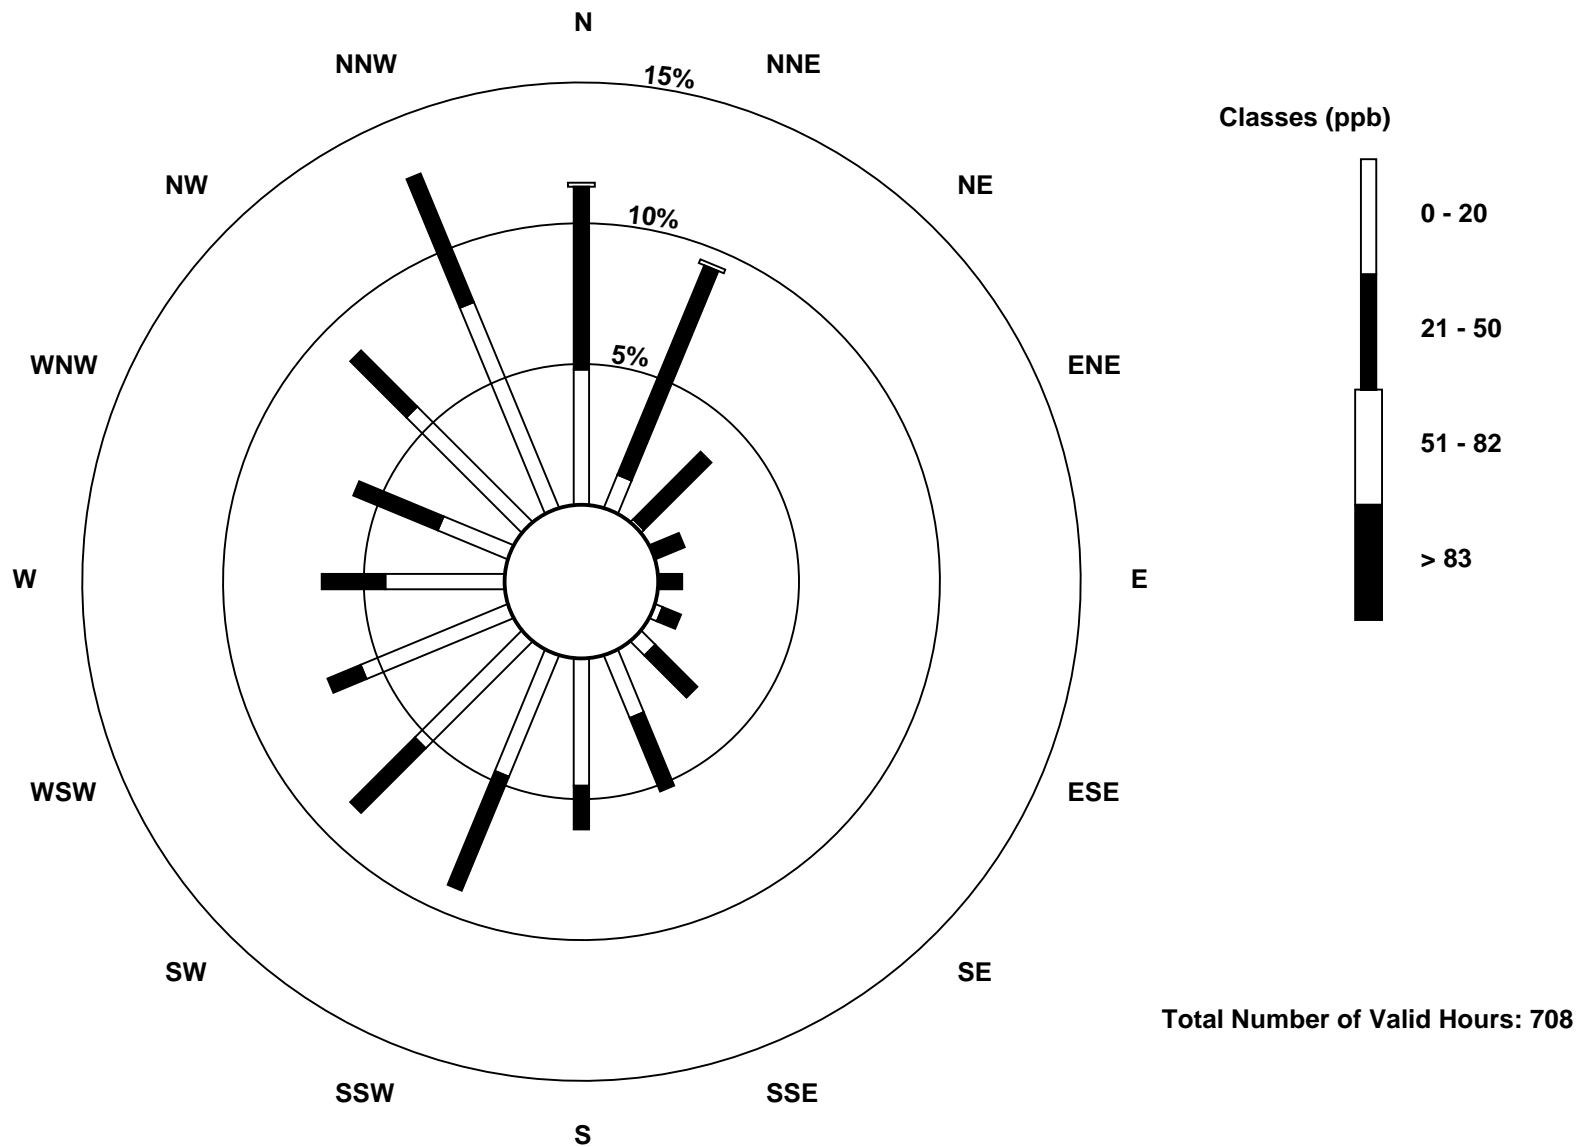 N
NNW
NNE
15%
Classes (ppb)
NW
NE
0 - 20
10%
21 - 50
5%
WNW
ENE
51 - 82
> 83
W
E
WSW
ESE
SW
SE
Total Number of Valid Hours: 708
SSW
SSE
S